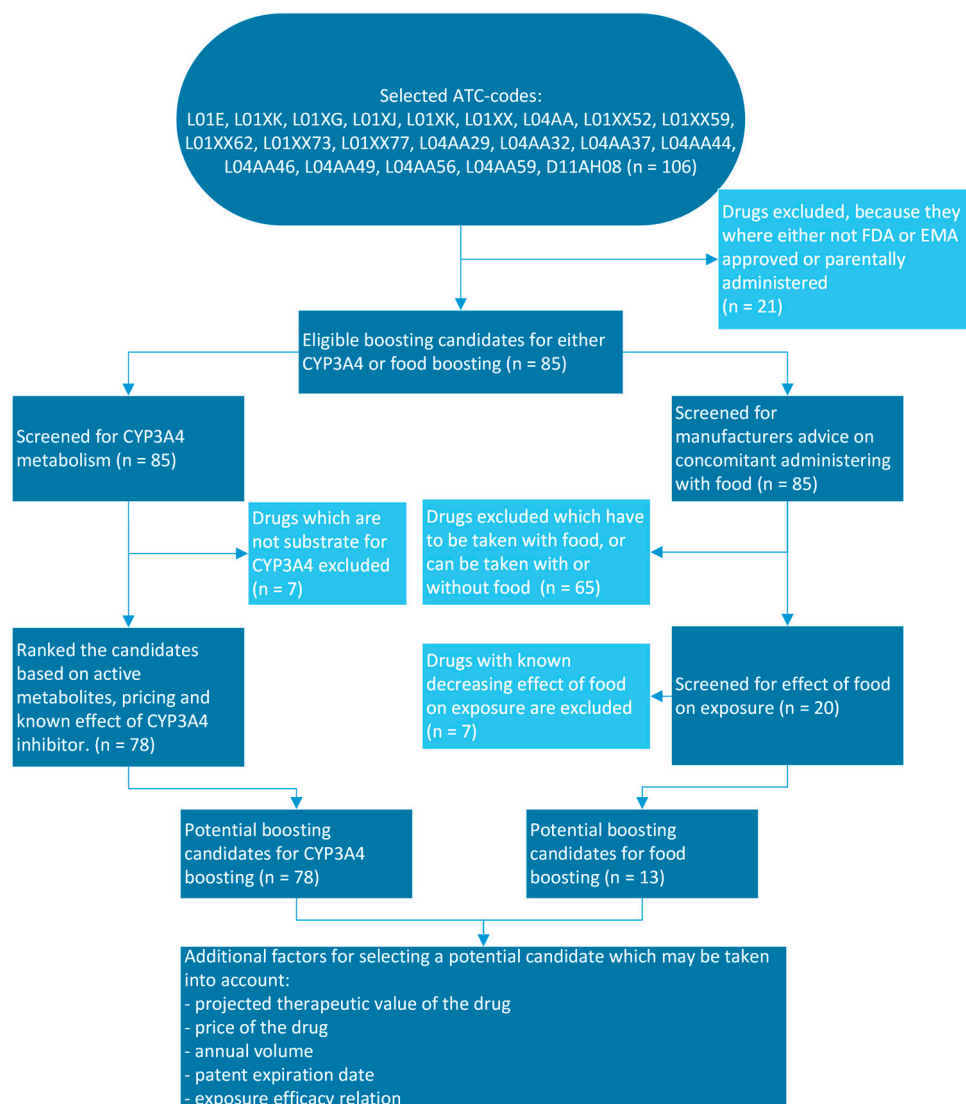 Selected ATC-codes:
L01E, L01XK, L01XG, L01XJ, L01XK, L01XX, L04AA, L01XX52, L01XX59,
L01XX62, L01XX73, L01XX77, L04AA29, L04AA32, L04AA37, L04AA44,
L04AA46, L04AA49, L04AA56, L04AA59, D11AH08 (n = 106)
Drugs excluded, because they
where either not FDA or EMA
approved or parentally
administered
(n = 21)
Eligible boosting candidates for either
CYP3A4 or food boosting (n = 85)
Screened for CYP3A4
metabolism (n = 85)
Screened for
manufacturers advice on
concomitant administering
with food (n = 85)
Drugs which are
not substrate for
CYP3A4 excluded
(n = 7)
Drugs excluded which have
to be taken with food, or
can be taken with or
without food (n = 65)
Ranked the candidates
based on active
metabolites, pricing and
known effect of CYP3A4
inhibitor. (n = 78)
Drugs with known
decreasing effect of food
on exposure are excluded
(n = 7)
Screened for effect of food
on exposure (n = 20)
Potential boosting
candidates for CYP3A4
boosting (n = 78)
Potential boosting
candidates for food
boosting (n = 13)
Additional factors for selecting a potential candidate which may be taken
into account:
- projected therapeutic value of the drug
- price of the drug
- annual volume
- patent expiration date
- exposure efficacy relation